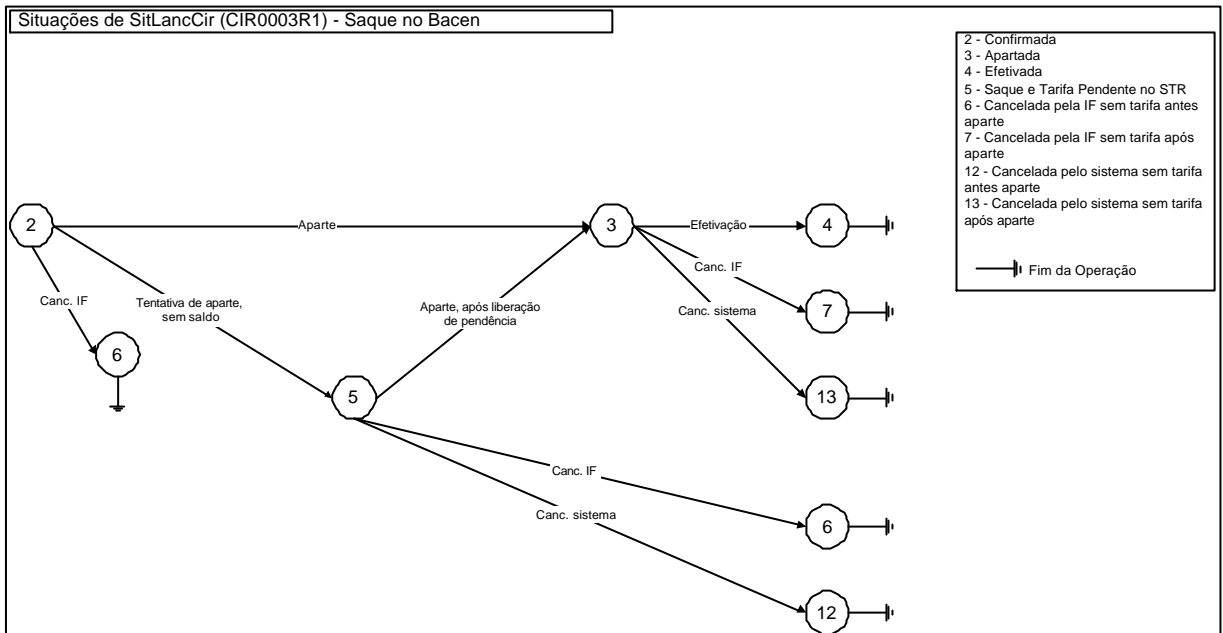 Situações de SitLancCir (CIR0003R1) - Saque no Bacen
2 - Confirmada
3 - Apartada
4 - Efetivada
5 - Saque e Tarifa Pendente no STR
6 - Cancelada pela IF sem tarifa antes
aparte
7 - Cancelada pela IF sem tarifa após
aparte
12 - Cancelada pelo sistema sem tarifa
antes aparte
13 - Cancelada pelo sistema sem tarifa
após aparte
Fim da Operação
2
Aparte
3
Efetivação
4
Canc. IF
7
Canc. sistema
13
Canc. IF
6
Tentativa de aparte,
sem saldo
Aparte, após liberação
de pendência
5
Canc. IF
6
Canc. sistema
12